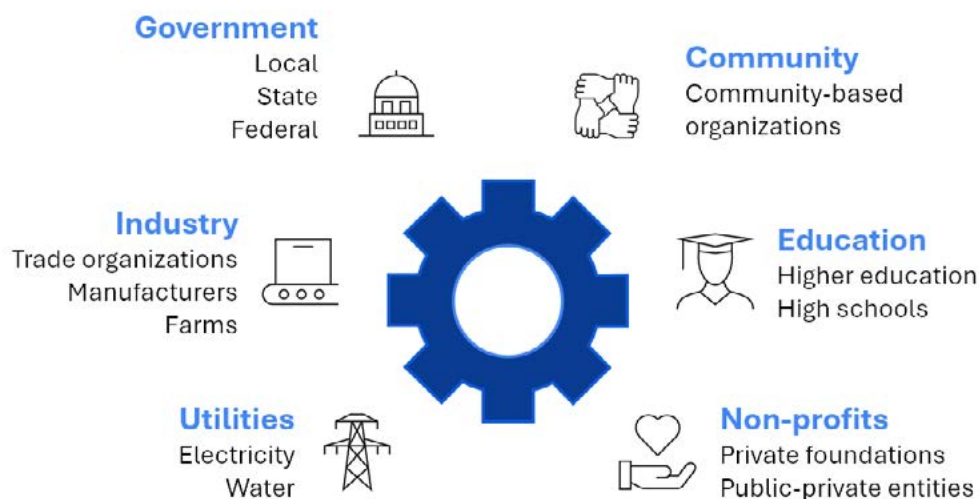 Government
Local
State
Federal
Community
Community-based
organizations
Industry
Trade organizations
Manufacturers
Farms
Education
Higher education
High schools
Utilities
Electricity
Water
Non-profits
Private foundations
Public-private entities